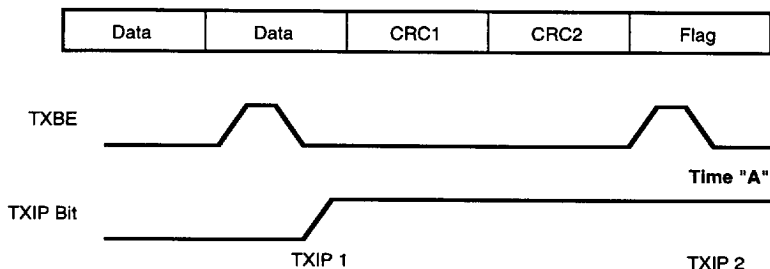 Data Data CRC1 CRC2 Flag
TXBE
Time "A"
TXIP Bit
TXIP 1 TXIP 2